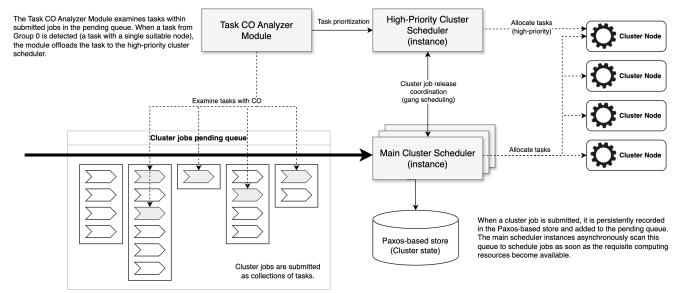 The Task CO Analyzer Module examines tasks within
submitted jobs in the pending queue. When a task from
Group 0 is detected (a task with a single suitable node),
the module offloads the task to the high-priority cluster
scheduler.
Task CO Analyzer
Module
Task prioritization
High-Priority Cluster
Scheduler
(instance)
Allocate tasks
(high-priority)
Cluster Node
Cluster Node
Cluster Node
Cluster Node
Examine tasks with CO
Cluster job release
coordination
(gang scheduling)
Cluster jobs pending queue
Main Cluster Scheduler
(instance)
Allocate tasks
Cluster jobs are submitted
as collections of tasks.
Paxos-based store
(Cluster state)
When a cluster job is submitted, it is persistently recorded
in the Paxos-based store and added to the pending queue.
The main scheduler instances asynchronously scan this
queue to schedule jobs as soon as the requisite computing
resources become available.